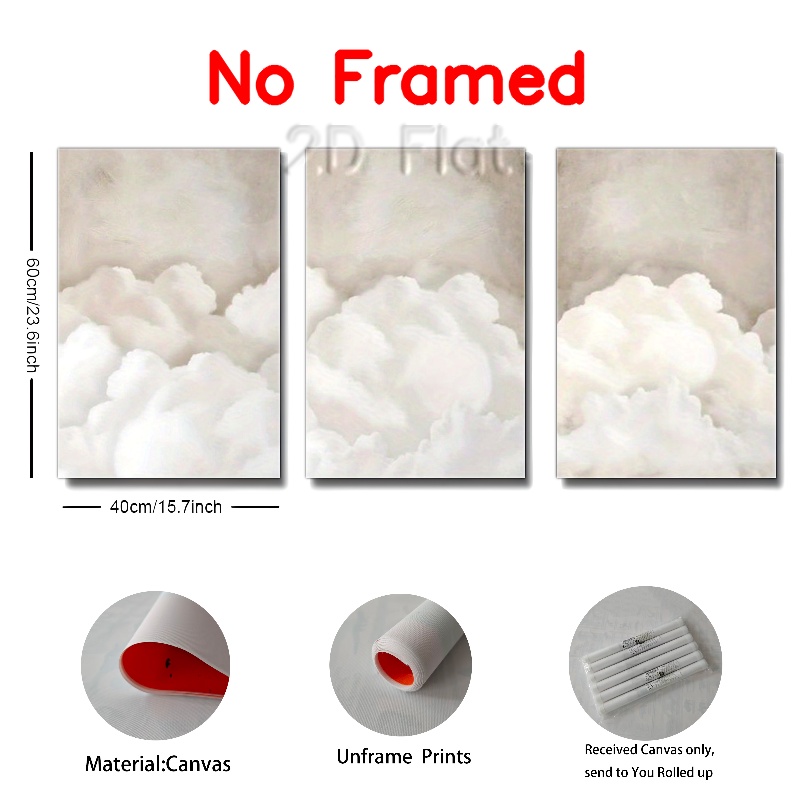 No Framed
2D Flat
60cm/23.6inch
40cm/15.7inch
Material:Canvas
Unframe Prints
Received Canvas only,
send to You Rolled up